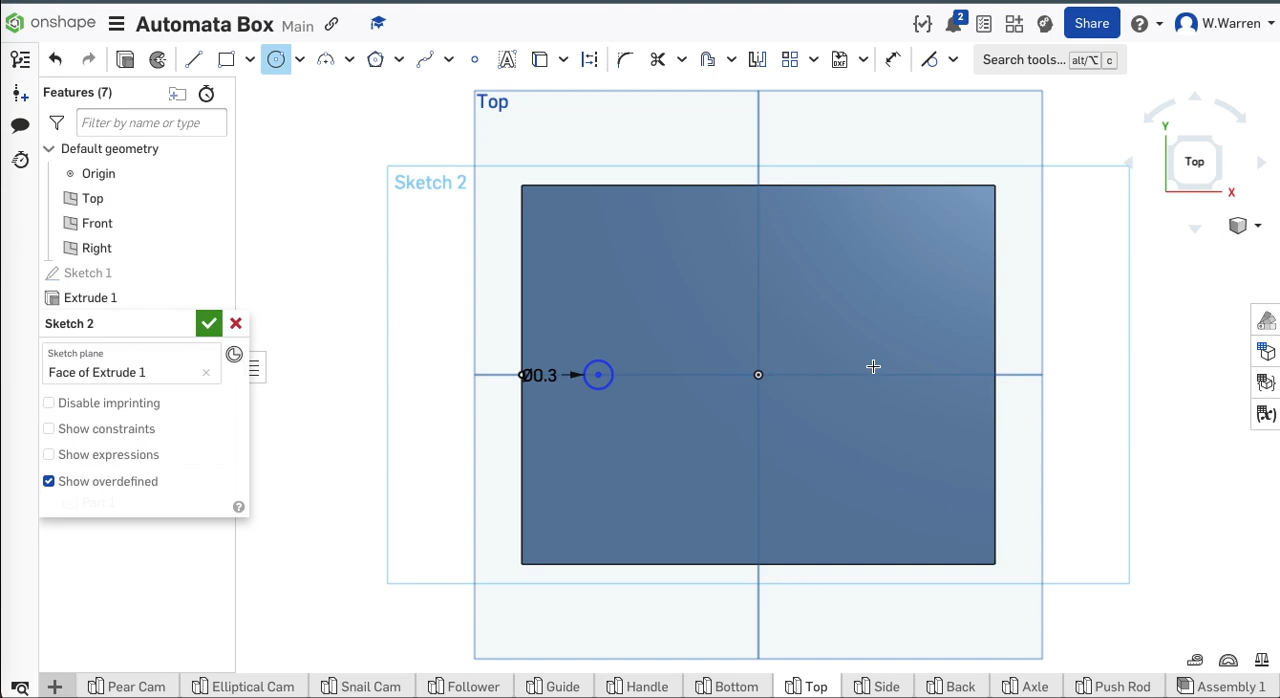 onshape Automata Box Main 2 Share W.Warren
Search tools... alt/⌥ c
Features (7)
Filter by name or type
Default geometry
Origin
Top
Front
Right
Sketch 1
Extrude 1
Sketch 2
Sketch plane
Face of Extrude 1
Disable imprinting
Show constraints
Show expressions
Show overdefined
Part 1
Top
Sketch 2
Ø0.3
Y
Top
X
Pear Cam Elliptical Cam Snail Cam Follower Guide Handle Bottom Top Side Back Axle Push Rod Assembly 1